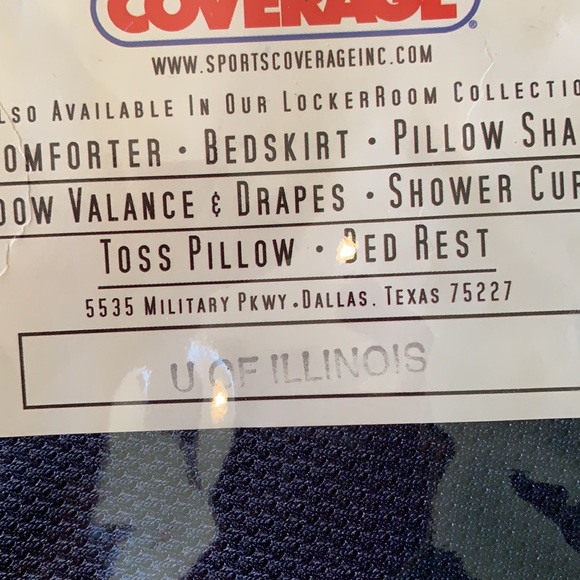 COVERAGE®
WWW.SPORTSCOVERAGEINC.COM
LSO AVAILABLE IN OUR LOCKERROOM COLLECTIO
OMFORTER • BEDSKIRT • PILLOW SHA
DOW VALANCE & DRAPES • SHOWER CUR
TOSS PILLOW • BED REST
5535 MILITARY PKWY.DALLAS, TEXAS 75227
U OF ILLINOIS